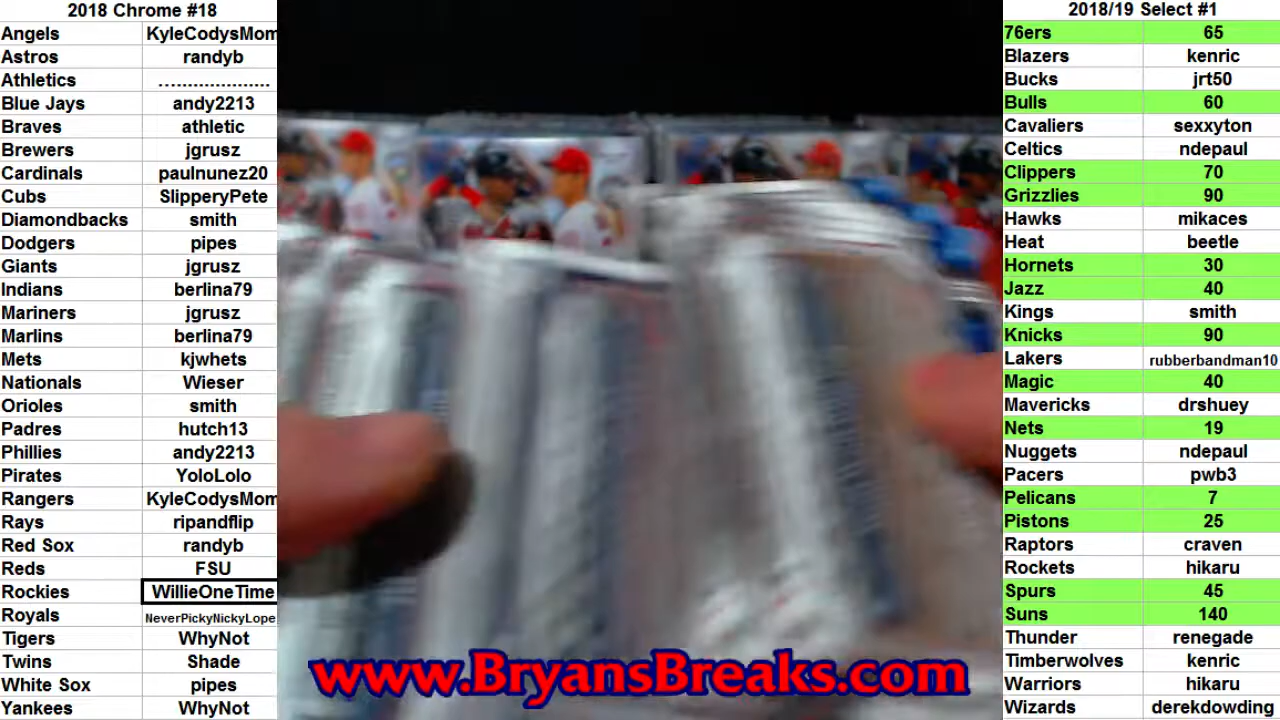 2018 Chrome #18
Angels KyleCodysMom
Astros randyb
Athletics ...................
Blue Jays andy2213
Braves athletic
Brewers jgrusz
Cardinals paulnunez20
Cubs SlipperyPete
Diamondbacks smith
Dodgers pipes
Giants jgrusz
Indians berlina79
Mariners jgrusz
Marlins berlina79
Mets kjwhets
Nationals Wieser
Orioles smith
Padres hutch13
Phillies andy2213
Pirates YoloLolo
Rangers KyleCodysMom
Rays ripandflip
Red Sox randyb
Reds FSU
Rockies WillieOneTime
Royals NeverPickyNickyLope
Tigers WhyNot
Twins Shade
White Sox pipes
Yankees WhyNot
www.BryansBreaks.com
2018/19 Select #1
76ers 65
Blazers kenric
Bucks jrt50
Bulls 60
Cavaliers sexxyton
Celtics ndepaul
Clippers 70
Grizzlies 90
Hawks mikaces
Heat beetle
Hornets 30
Jazz 40
Kings smith
Knicks 90
Lakers rubberbandman10
Magic 40
Mavericks drshuey
Nets 19
Nuggets ndepaul
Pacers pwb3
Pelicans 7
Pistons 25
Raptors craven
Rockets hikaru
Spurs 45
Suns 140
Thunder renegade
Timberwolves kenric
Warriors hikaru
Wizards derekdowding